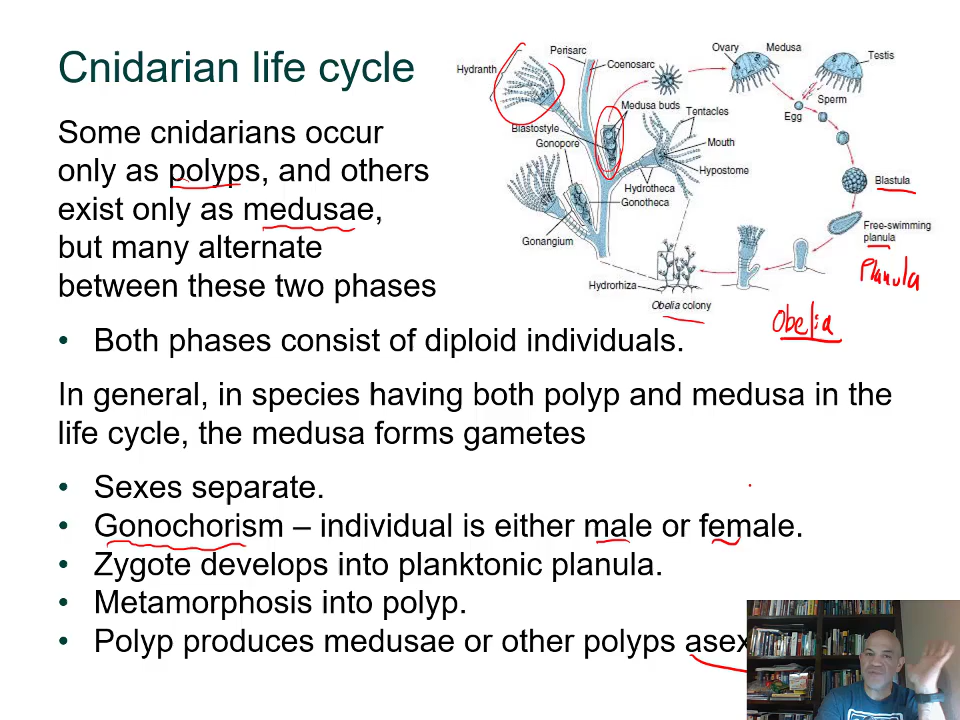 Cnidarian life cycle
Some cnidarians occur
only as polyps, and others
exist only as medusae,
but many alternate
between these two phases
Perisarc
Hydranth
Coenosarc
Ovary
Medusa
Testis
Medusa buds
Sperm
Egg
Tentacles
Blastostyle
Gonopore
Mouth
Hypostome
Hydrotheca
Gonotheca
Blastula
Gonangium
Free-swimming
planula
Planula
Hydrorhiza
Obelia colony
Obelia
• Both phases consist of diploid individuals.
In general, in species having both polyp and medusa in the
life cycle, the medusa forms gametes
• Sexes separate.
• Gonochorism – individual is either male or female.
• Zygote develops into planktonic planula.
• Metamorphosis into polyp.
• Polyp produces medusae or other polyps asex